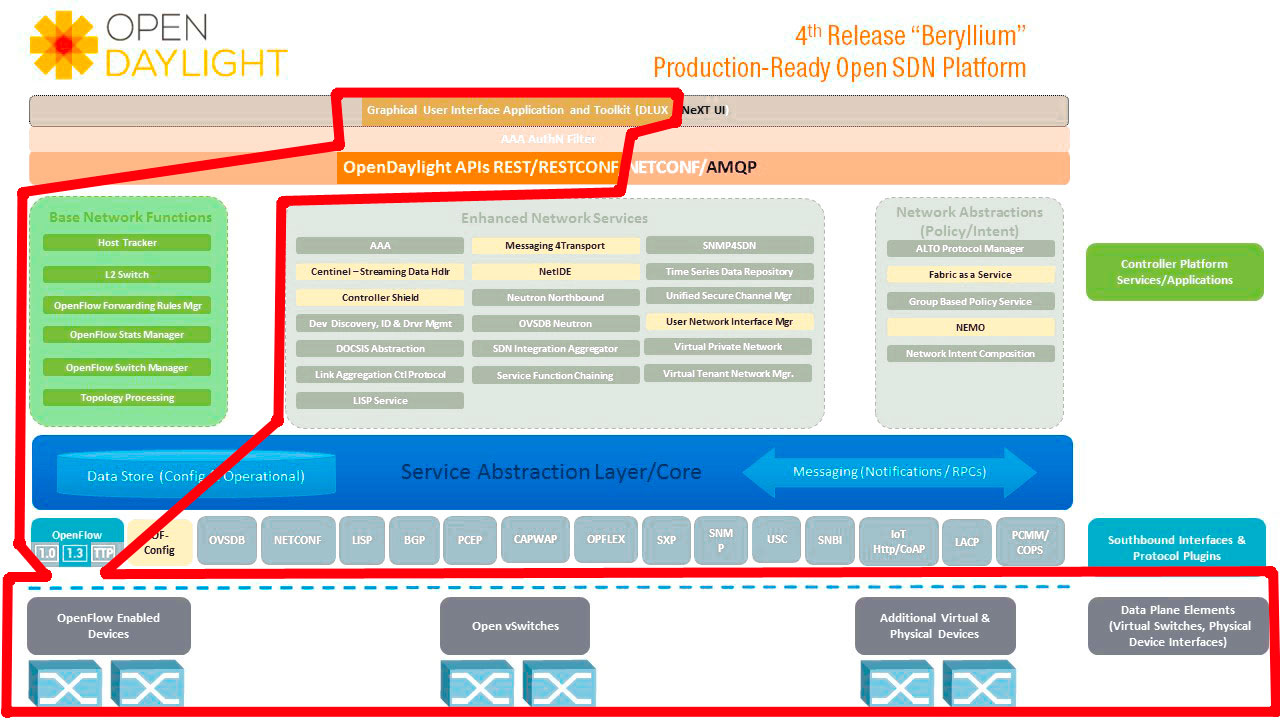 OPEN
DAYLIGHT
4th Release “Beryllium”
Production-Ready Open SDN Platform
Graphical User Interface Application and Toolkit (DLUX NeXT UI)
AAA AuthN Filter
OpenDaylight APIs REST/RESTCONF/NETCONF/AMQP
Base Network Functions
Host Tracker
L2 Switch
OpenFlow Forwarding Rules Mgr
OpenFlow Stats Manager
OpenFlow Switch Manager
Topology Processing
Enhanced Network Services
AAA
Centinel – Streaming Data Hdlr
Controller Shield
Dev Discovery, ID & Drvr Mgmt
DOCSIS Abstraction
Link Aggregation Ctl Protocol
LISP Service
Messaging 4Transport
NetIDE
Neutron Northbound
OVSDB Neutron
SDN Integration Aggregator
Service Function Chaining
SNMP4SDN
Time Series Data Repository
Unified Secure Channel Mgr
User Network Interface Mgr
Virtual Private Network
Virtual Tenant Network Mgr.
Network Abstractions
(Policy/Intent)
ALTO Protocol Manager
Fabric as a Service
Group Based Policy Service
NEMO
Network Intent Composition
Controller Platform
Services/Applications
Data Store (Config & Operational)
Service Abstraction Layer/Core
Messaging (Notifications / RPCs)
OpenFlow
1.0 1.3 TTP
OF-
Config
OVSDB
NETCONF
LISP
BGP
PCEP
CAPWAP
OPFLEX
SXP
SNM
P
USC
SNBI
IoT
Http/CoAP
LACP
PCMM/
COPS
Southbound Interfaces &
Protocol Plugins
OpenFlow Enabled
Devices
Open vSwitches
Additional Virtual &
Physical Devices
Data Plane Elements
(Virtual Switches, Physical
Device Interfaces)